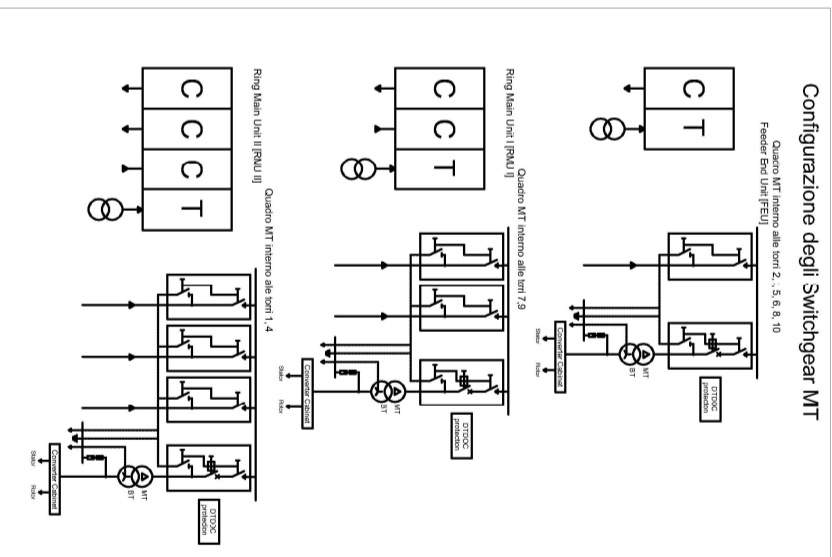 Configurazione degli Switchgear MT
Quadro MT interno alle torri 2, , 5, 6, 8, 10
Feeder End Unit [FEU]
C T
DTDOC
protection
MT
BT
Converter Cabinet
Stator Rotor
Quadro MT interno alle torri 7,9
Ring Main Unit I [RMU I]
C C T
DTDOC
protection
MT
BT
Converter Cabinet
Stator Rotor
Quadro MT interno alle torri 1, 4
Ring Main Unit II [RMU II]
C C C T
DTDOC
protection
MT
BT
Converter Cabinet
Stator Rotor